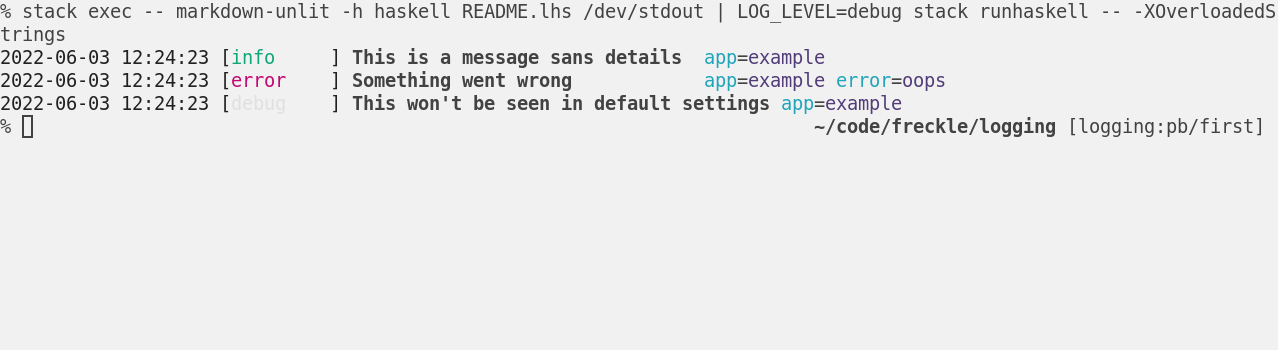 % stack exec -- markdown-unlit -h haskell README.lhs /dev/stdout | LOG_LEVEL=debug stack runhaskell -- -XOverloadedS
trings
2022-06-03 12:24:23 [info     ] This is a message sans details  app=example
2022-06-03 12:24:23 [error    ] Something went wrong            app=example error=oops
2022-06-03 12:24:23 [debug    ] This won't be seen in default settings app=example
% ~/code/freckle/logging [logging:pb/first]